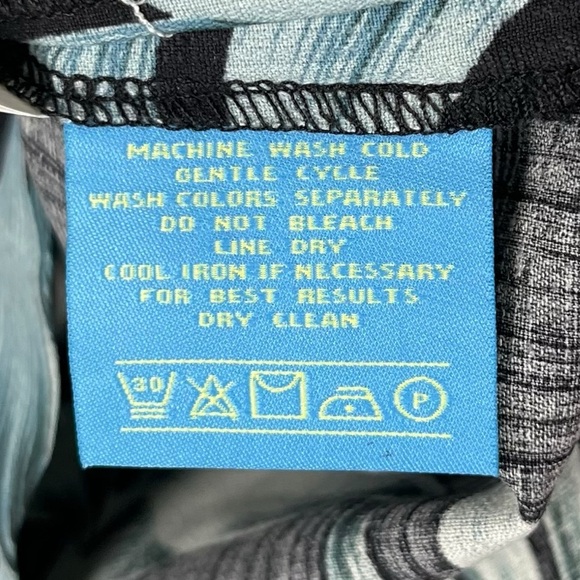 MACHINE WASH COLD
GENTLE CYCLE
WASH COLORS SEPARATELY
DO NOT BLEACH
LINE DRY
COOL IRON IF NECESSARY
FOR BEST RESULTS
DRY CLEAN
30 P